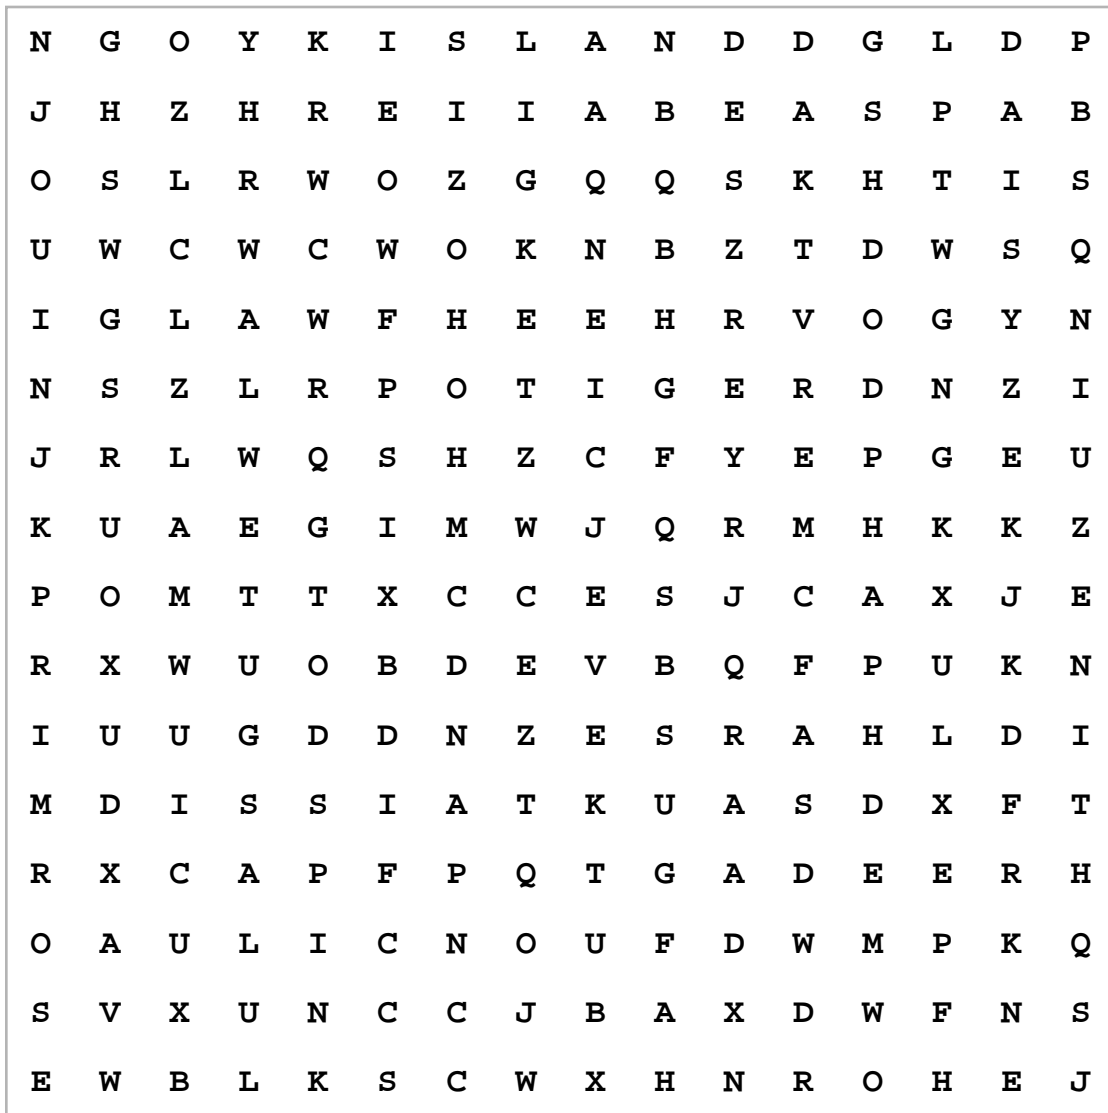 N G O Y K I S L A N D D G L D P
J H Z H R E I I A B E A S P A B
O S L R W O Z G Q Q S K H T I S
U W C W C W O K N B Z T D W S Q
I G L A W F H E E H R V O G Y N
N S Z L R P O T I G E R D N Z I
J R L W Q S H Z C F Y E P G E U
K U A E G I M W J Q R M H K K Z
P O M T T X C C E S J C A X J E
R X W U O B D E V B Q F P U K N
I U U G D D N Z E S R A H L D I
M D I S S I A T K U A S D X F T
R X C A P F P Q T G A D E E R H
O A U L I C N O U F D W M P K Q
S V X U N C C J B A X D W F N S
E W B L K S C W X H N R O H E J